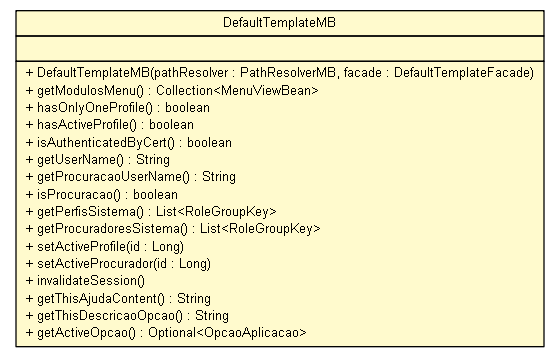 DefaultTemplateMB
+ DefaultTemplateMB(pathResolver : PathResolverMB, facade : DefaultTemplateFacade)
+ getModulosMenu() : Collection<MenuViewBean>
+ hasOnlyOneProfile() : boolean
+ hasActiveProfile() : boolean
+ isAuthenticatedByCert() : boolean
+ getUserName() : String
+ getProcuracaoUserName() : String
+ isProcuracao() : boolean
+ getPerfisSistema() : List<RoleGroupKey>
+ getProcuradoresSistema() : List<RoleGroupKey>
+ setActiveProfile(id : Long)
+ setActiveProcurador(id : Long)
+ invalidateSession()
+ getThisAjudaContent() : String
+ getThisDescricaoOpcao() : String
+ getActiveOpcao() : Optional<OpcaoAplicacao>